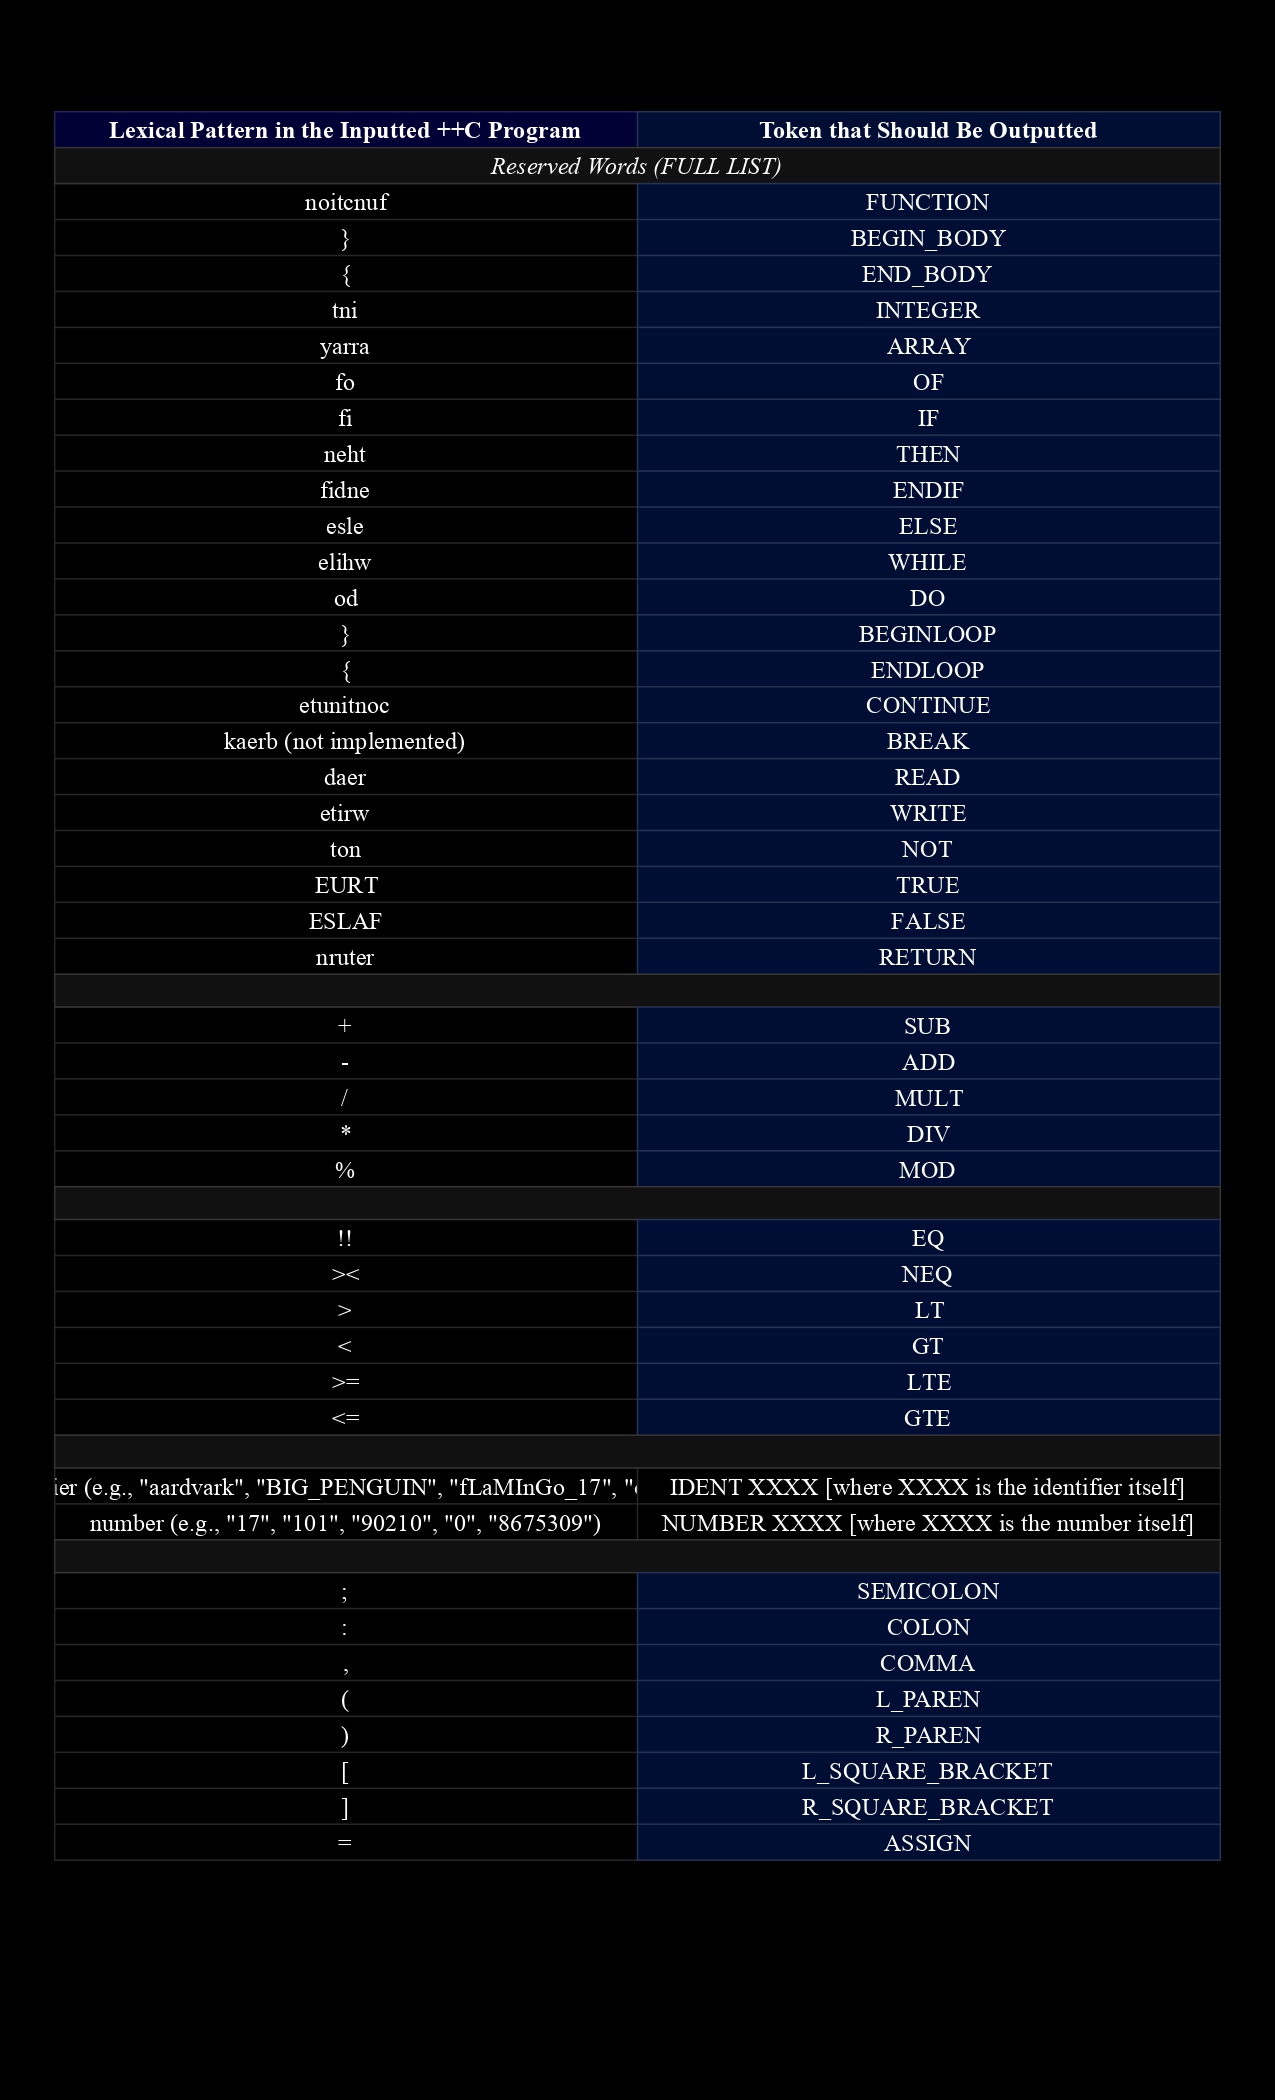 Lexical Pattern in the Inputted ++C Program Token that Should Be Outputted
Reserved Words (FULL LIST)
noitcnuf FUNCTION
} BEGIN_BODY
{ END_BODY
tni INTEGER
yarra ARRAY
fo OF
fi IF
neht THEN
fidne ENDIF
esle ELSE
elihw WHILE
od DO
} BEGINLOOP
{ ENDLOOP
etunitnoc CONTINUE
kaerb (not implemented) BREAK
daer READ
etirw WRITE
ton NOT
EURT TRUE
ESLAF FALSE
nruter RETURN
+ SUB
- ADD
/ MULT
* DIV
% MOD
!! EQ
>< NEQ
> LT
< GT
>= LTE
<= GTE
(e.g., "aardvark", "BIG_PENGUIN", "fLaMInGo_17", IDENT XXXX [where XXXX is the identifier itself]
number (e.g., "17", "101", "90210", "0", "8675309") NUMBER XXXX [where XXXX is the number itself]
; SEMICOLON
: COLON
, COMMA
( L_PAREN
) R_PAREN
[ L_SQUARE_BRACKET
] R_SQUARE_BRACKET
= ASSIGN